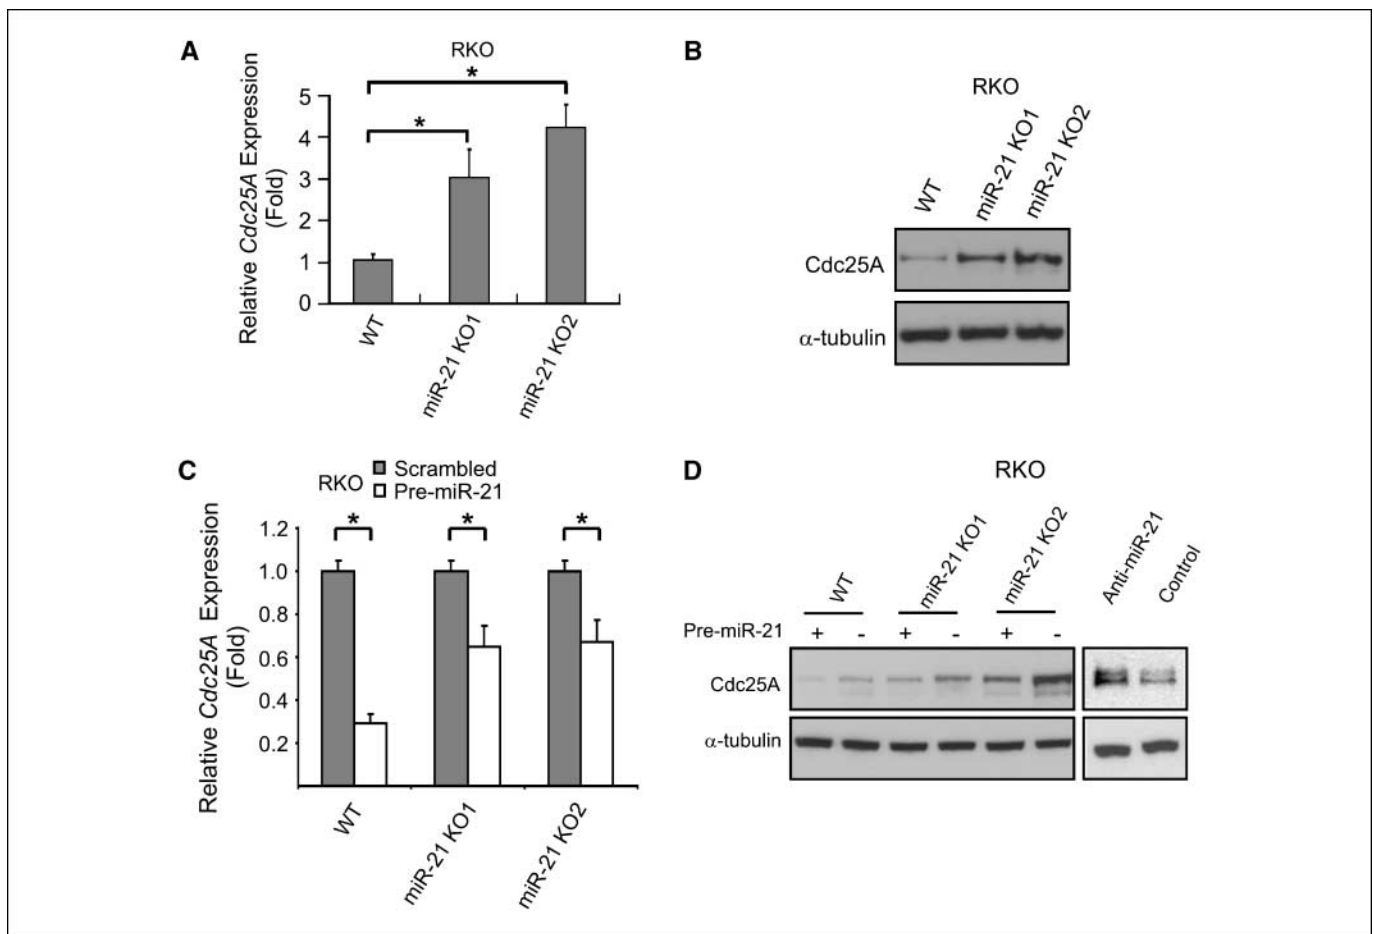 A
RKO
*
*
Relative Cdc25A Expression
(Fold)
5
4
3
2
1
0
WT
miR-21 KO1
miR-21 KO2
B
RKO
WT
miR-21 KO1
miR-21 KO2
Cdc25A
α-tubulin
C
RKO
Scrambled
Pre-miR-21
* * *
Relative Cdc25A Expression
(Fold)
1.2
1.0
0.8
0.6
0.4
0.2
WT
miR-21 KO1
miR-21 KO2
D
RKO
WT
miR-21 KO1
miR-21 KO2
Anti-miR-21
Control
Pre-miR-21 + - + - + -
Cdc25A
α-tubulin